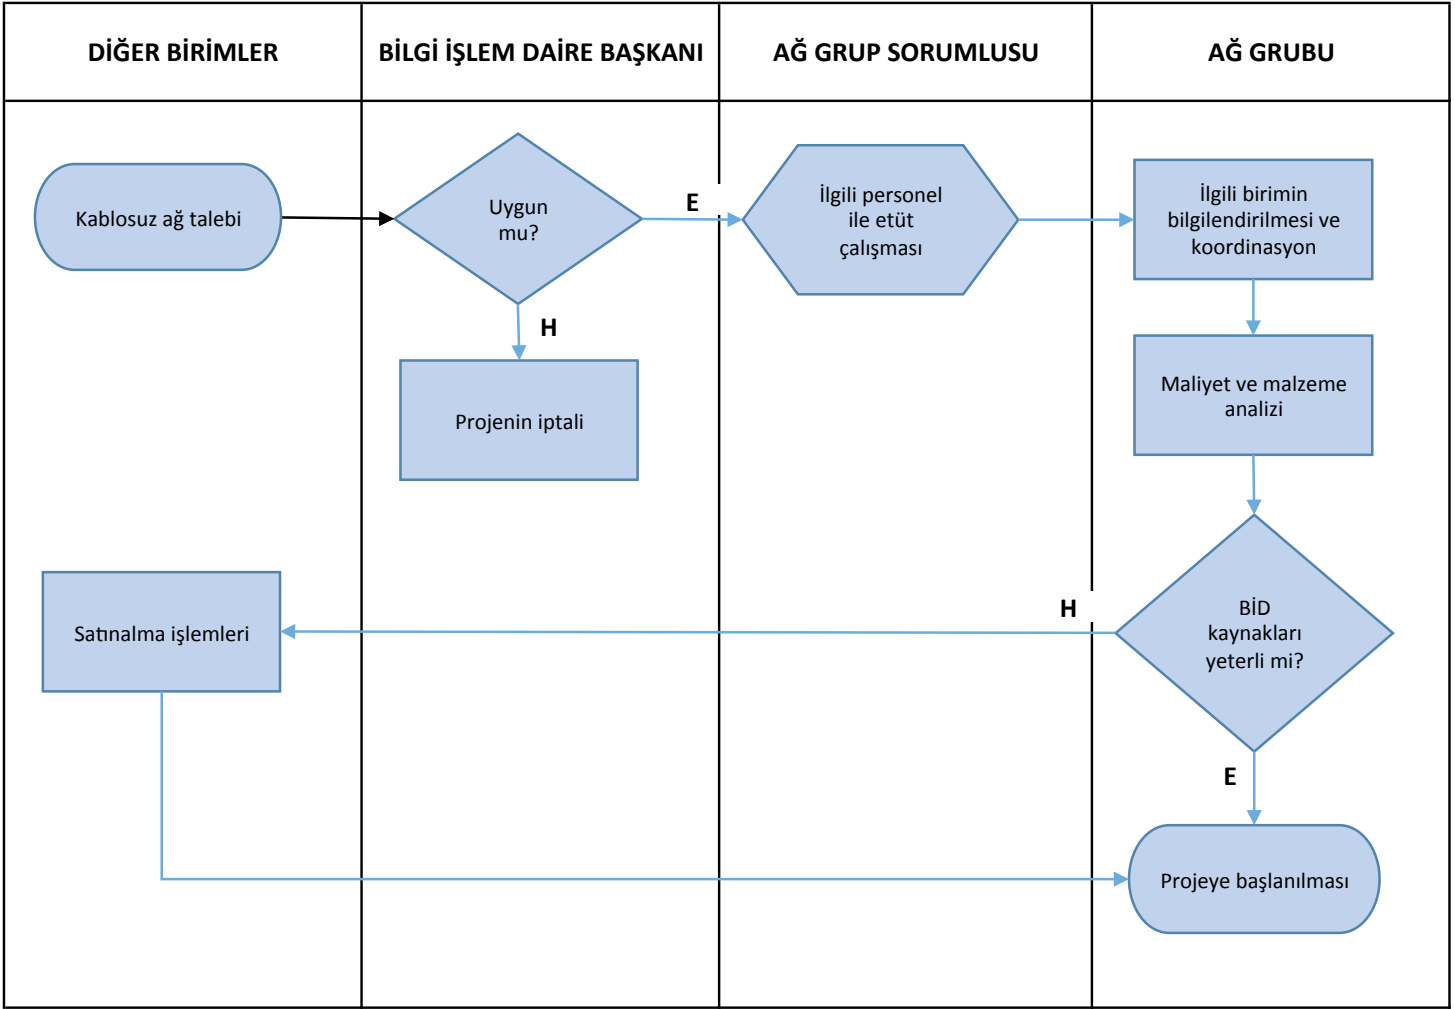 DİĞER BİRİMLER
BİLGİ İŞLEM DAİRE BAŞKANI
AĞ GRUP SORUMLUSU
AĞ GRUBU
Kablosuz ağ talebi
Uygun
mu?
E
İlgili personel
ile etüt
çalışması
İlgili birimin
bilgilendirilmesi ve
koordinasyon
H
Projenin iptali
Maliyet ve malzeme
analizi
BİD
kaynakları
yeterli mi?
H
Satınalma işlemleri
E
Projeye başlanılması